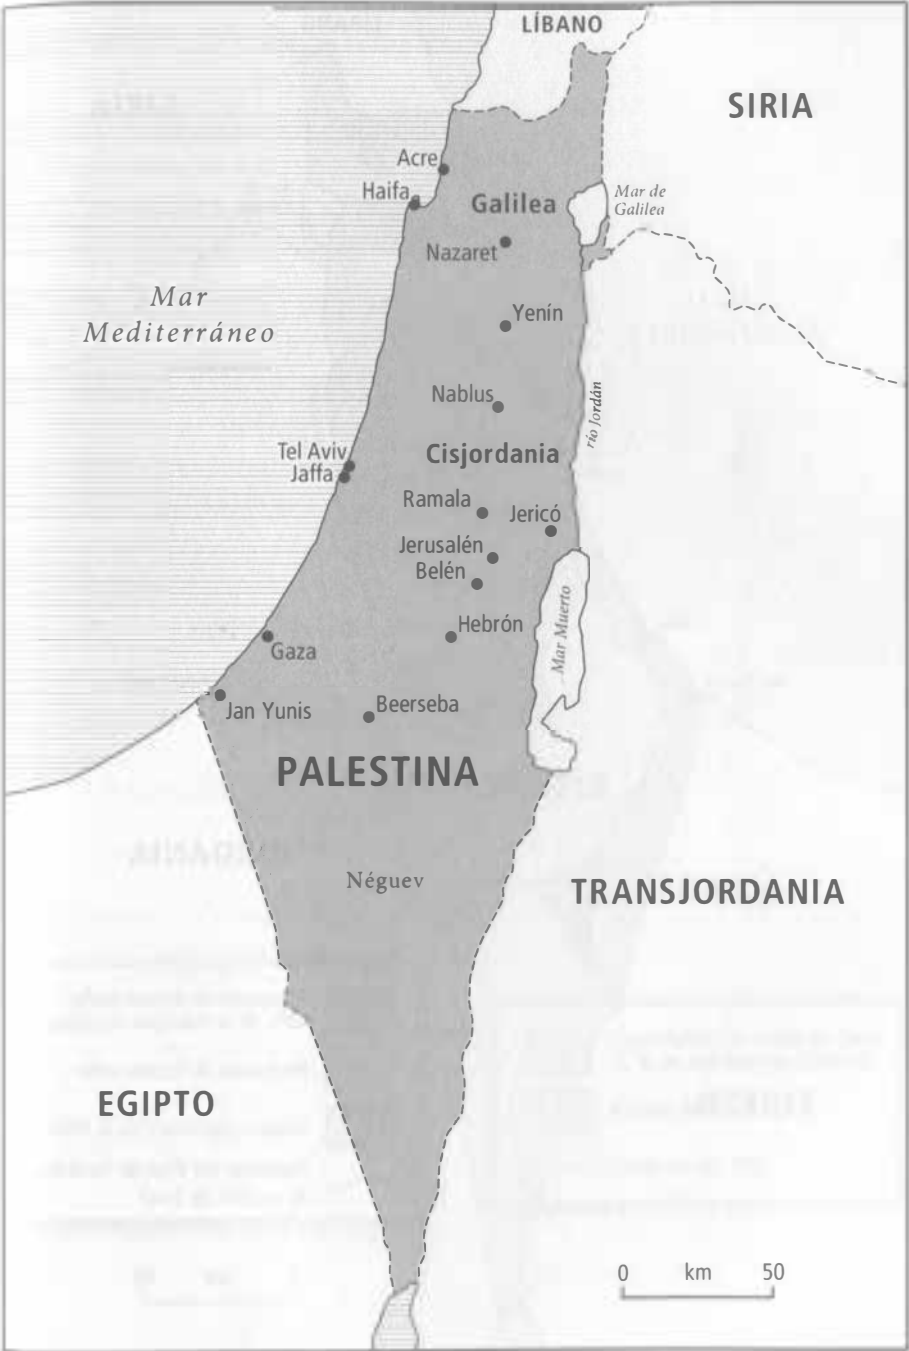 LÍBANO
SIRIA
Acre
Haifa
Galilea
Mar de
Galilea
Nazaret
Mar
Mediterráneo
Yenín
Nablus
río Jordán
Tel Aviv
Cisjordania
Jaffa
Ramala
Jericó
Jerusalén
Belén
Hebrón
Mar Muerto
Gaza
Jan Yunis
Beerseba
PALESTINA
Néguev
TRANSJORDANIA
EGIPTO
0 km 50